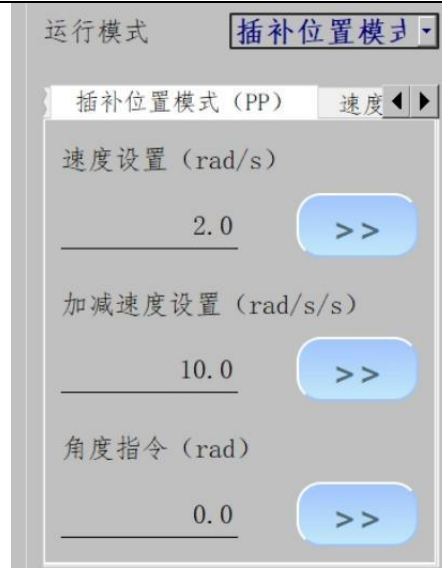 运行模式 插补位置模式
插补位置模式（PP） 速度
速度设置（rad/s）
2.0 >>
加减速度设置（rad/s/s）
10.0 >>
角度指令（rad）
0.0 >>